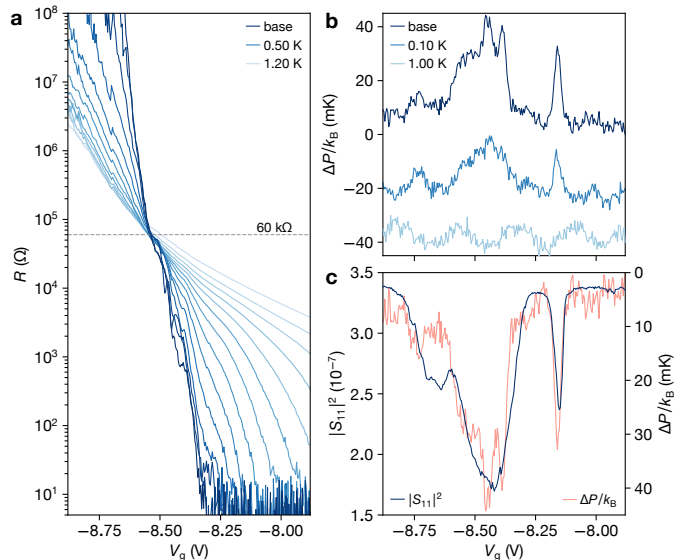 a
10⁸
10⁷
10⁶
10⁵
10⁴
10³
10²
10¹
R (Ω)
base
0.50 K
1.20 K
60 kΩ
−8.75
−8.50
−8.25
−8.00
V_g (V)
b
base
0.10 K
1.00 K
40
20
0
−20
−40
ΔP/k_B (mK)
c
3.5
3.0
2.5
2.0
1.5
|S₁₁|² (10⁻⁷)
0
10
20
30
40
ΔP/k_B (mK)
|S₁₁|²
ΔP/k_B
−8.75
−8.50
−8.25
−8.00
V_g (V)